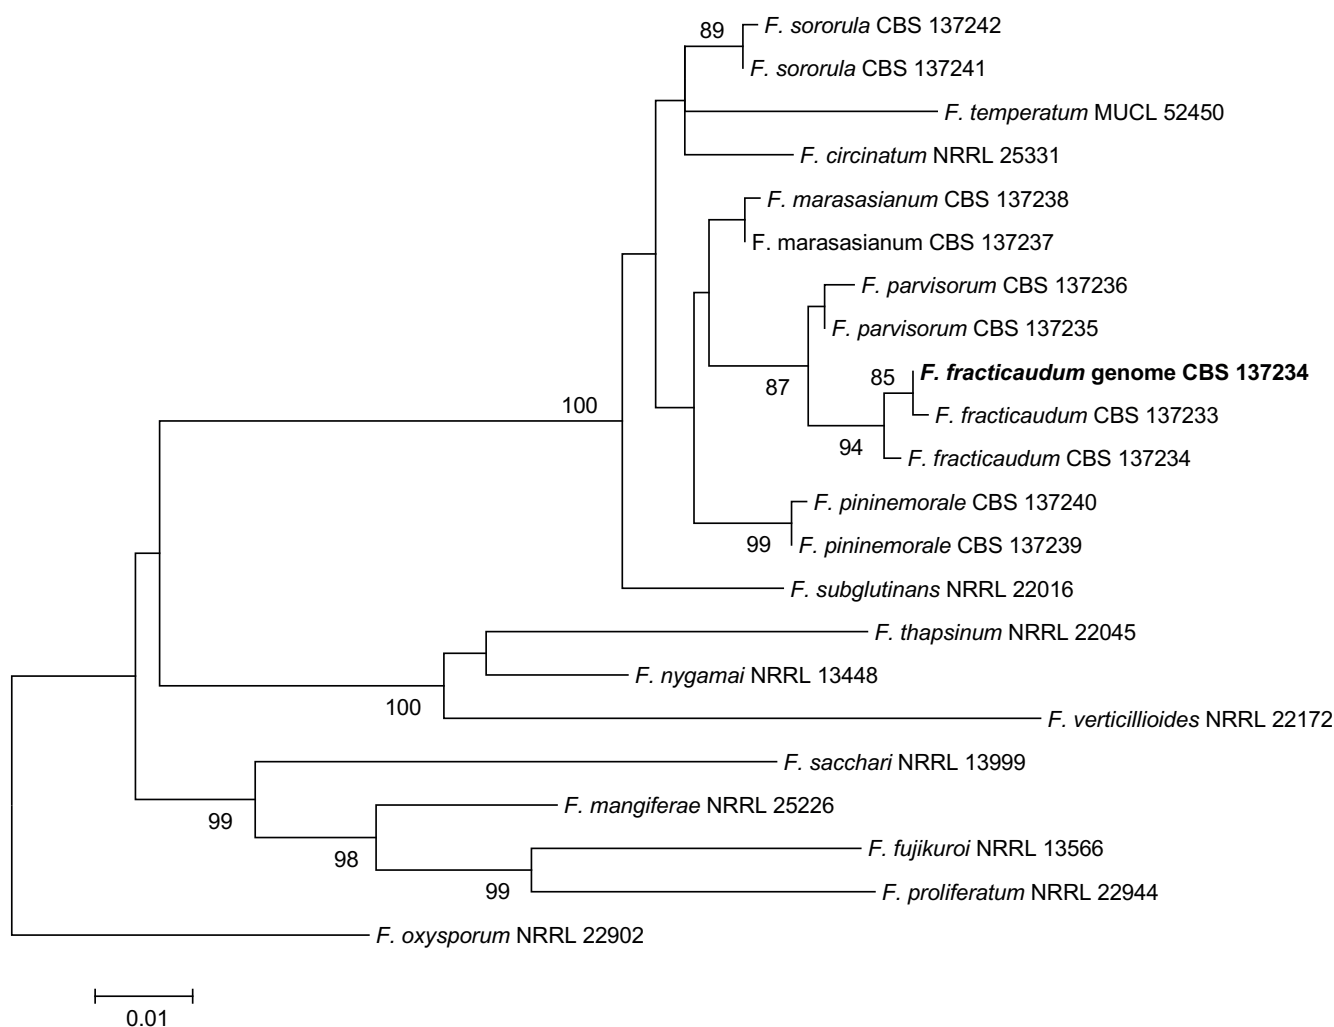 89
F. sororula CBS 137242
F. sororula CBS 137241
F. temperatum MUCL 52450
F. circinatum NRRL 25331
F. marasasianum CBS 137238
F. marasasianum CBS 137237
F. parvisorum CBS 137236
F. parvisorum CBS 137235
87
85
F. fracticaudum genome CBS 137234
100
F. fracticaudum CBS 137233
94
F. fracticaudum CBS 137234
F. pininemorale CBS 137240
99
F. pininemorale CBS 137239
F. subglutinans NRRL 22016
F. thapsinum NRRL 22045
F. nygamai NRRL 13448
100
F. verticillioides NRRL 22172
F. sacchari NRRL 13999
99
F. mangiferae NRRL 25226
98
F. fujikuroi NRRL 13566
99
F. proliferatum NRRL 22944
F. oxysporum NRRL 22902
0.01